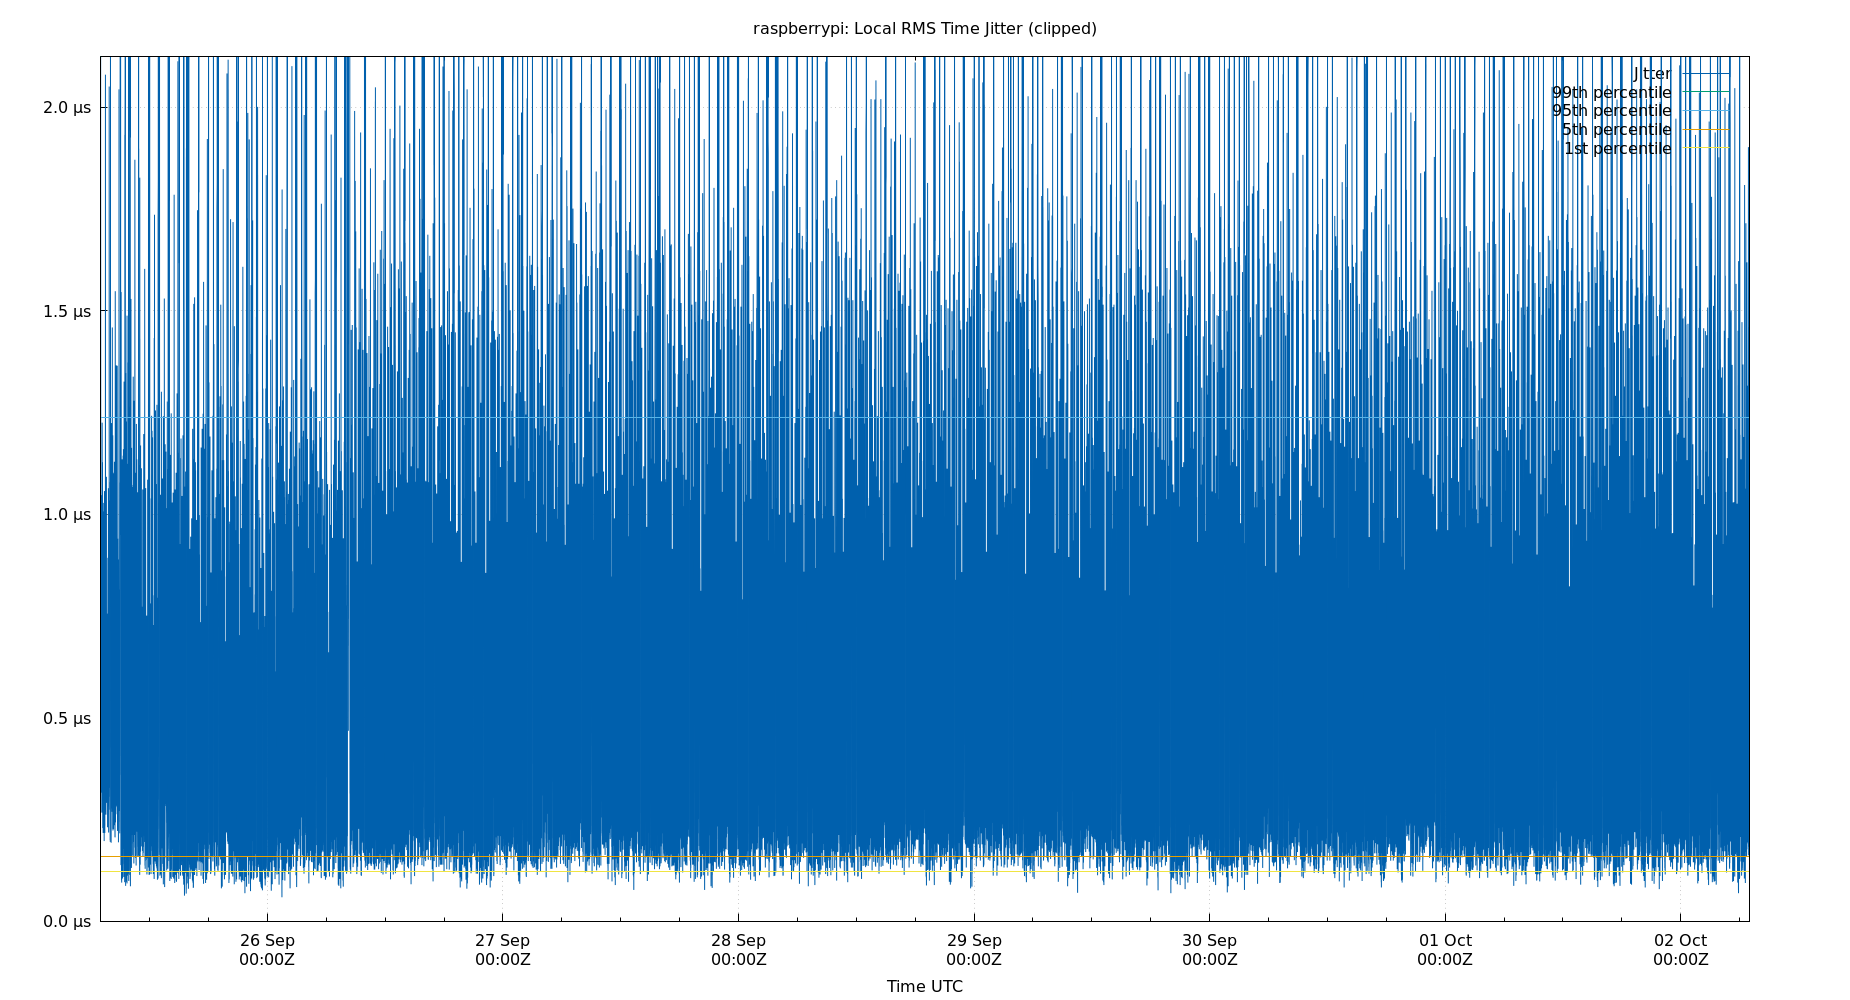 raspberrypi: Local RMS Time Jitter (clipped)
Jitter
99th percentile
95th percentile
5th percentile
1st percentile
2.0 µs
1.5 µs
1.0 µs
0.5 µs
0.0 µs
26 Sep 27 Sep 28 Sep 29 Sep 30 Sep 01 Oct 02 Oct
00:00Z 00:00Z 00:00Z 00:00Z 00:00Z 00:00Z 00:00Z
Time UTC